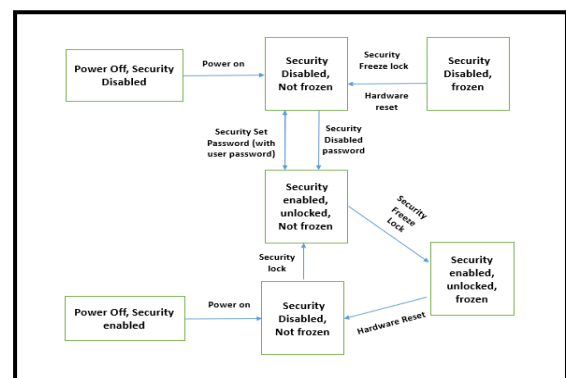 Power Off, Security
Disabled
Power on
Security
Disabled,
Not frozen
Security
Freeze lock
Hardware
reset
Security
Disabled,
frozen
Security Set
Password (with
user password)
Security
Disabled
password
Security
enabled,
unlocked,
Not frozen
Security
Freeze
Lock
Security
enabled,
unlocked,
frozen
Security
lock
Power Off, Security
enabled
Power on
Security
Disabled,
Not frozen
Hardware Reset